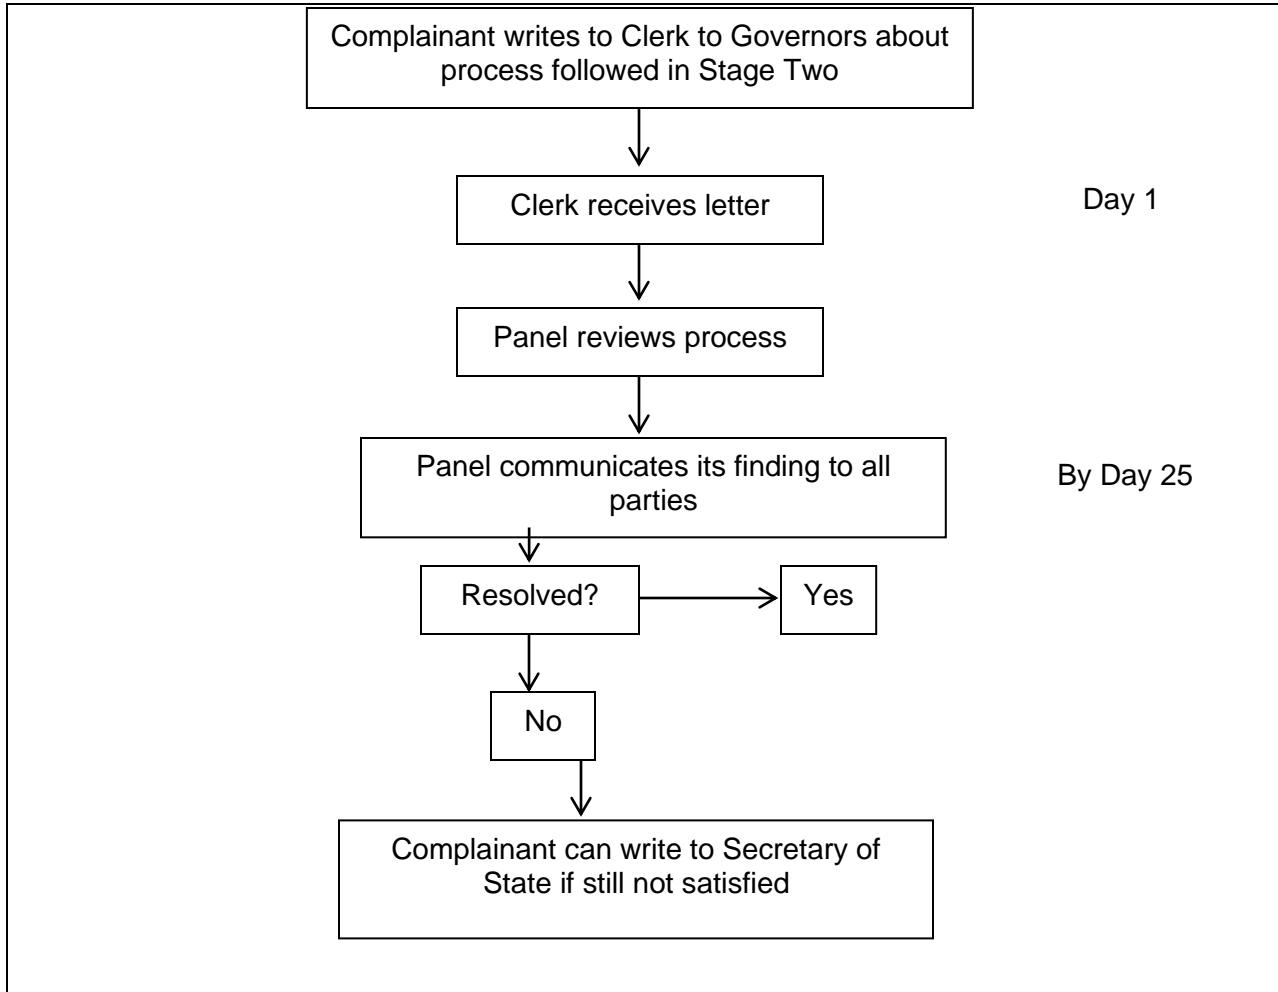 Complainant writes to Clerk to Governors about
process followed in Stage Two
Clerk receives letter
Day 1
Panel reviews process
Panel communicates its finding to all
parties
By Day 25
Resolved?
Yes
No
Complainant can write to Secretary of
State if still not satisfied